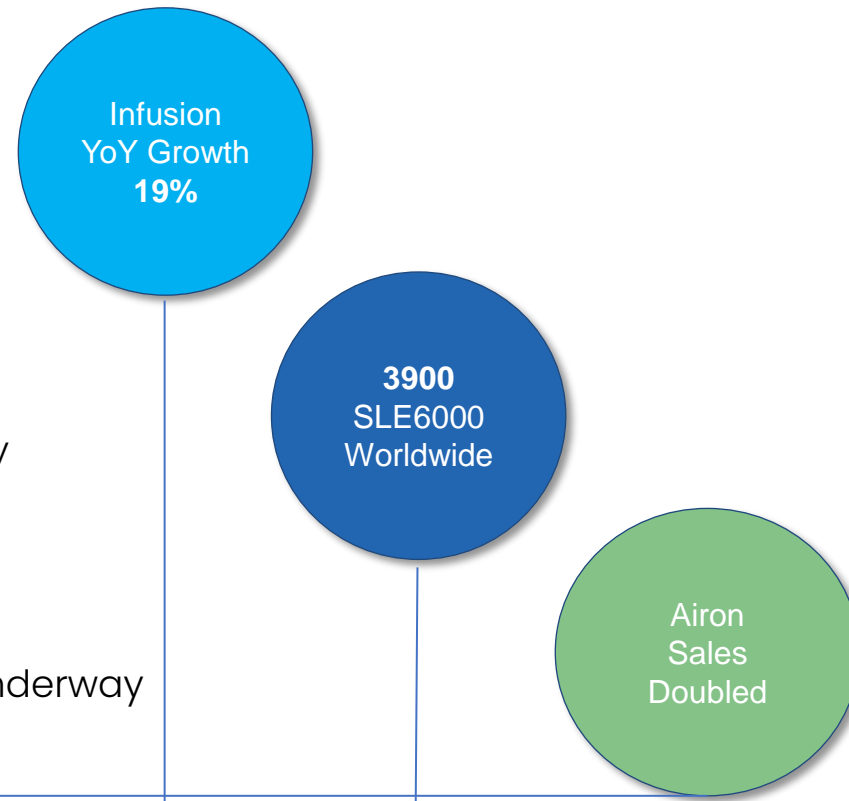 Infusion
YoY Growth
19%
3900
SLE6000
Worldwide
Airon
Sales
Doubled